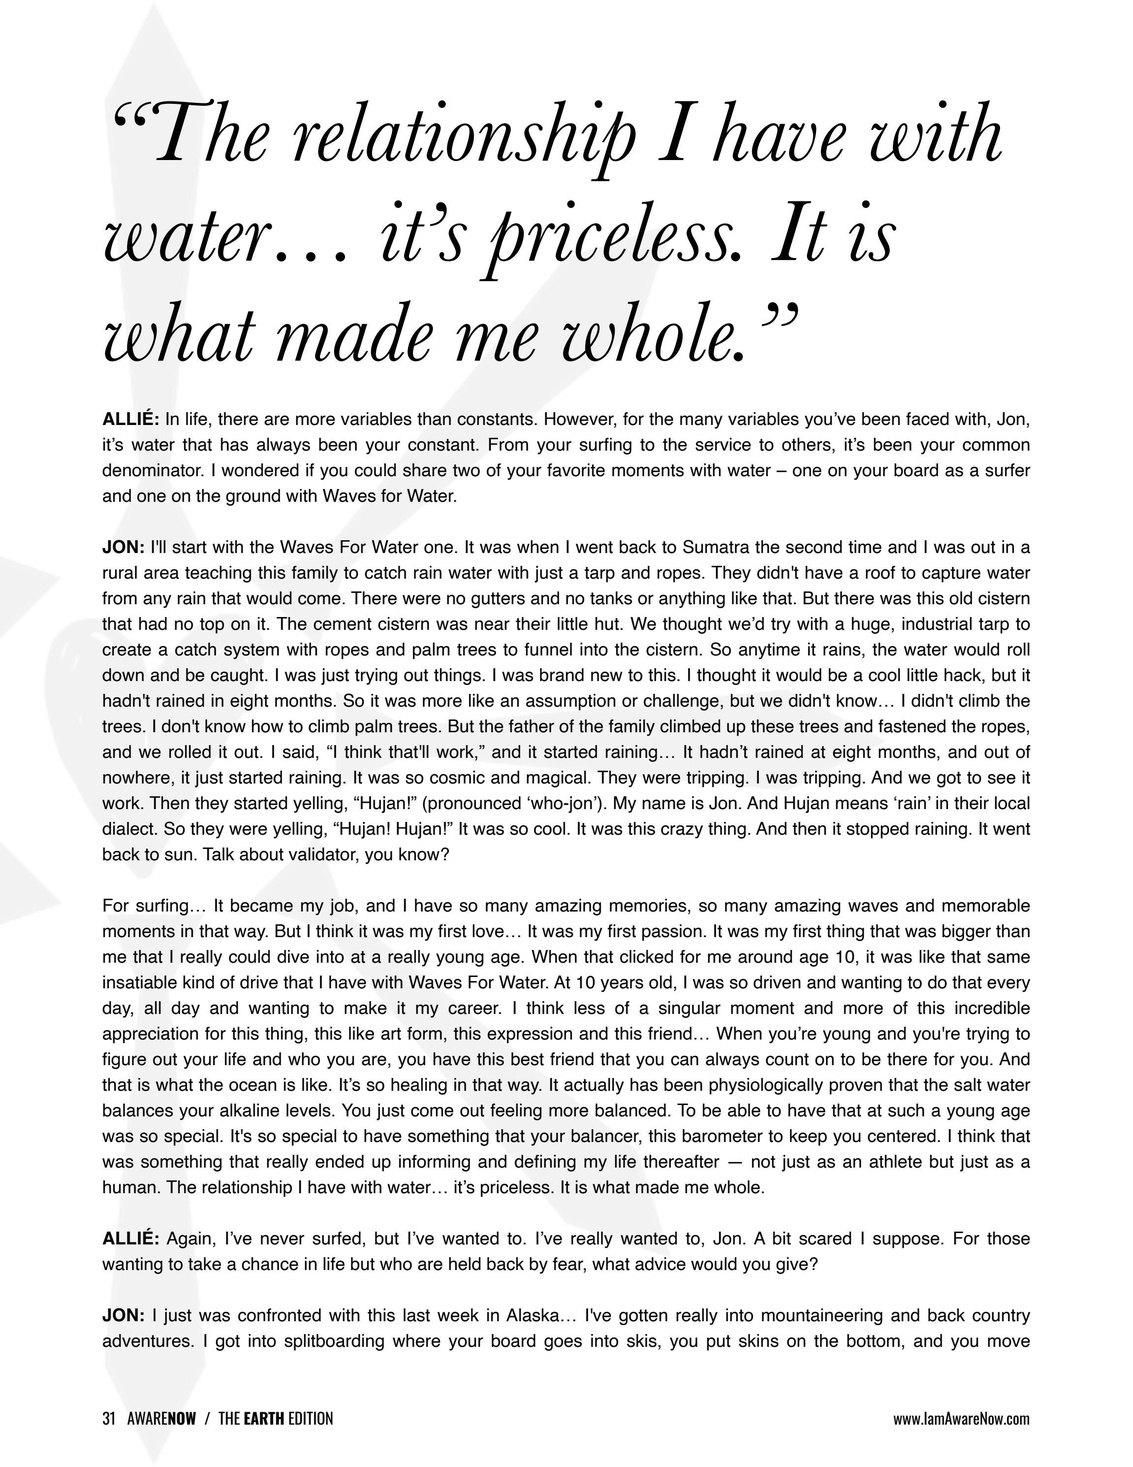 “The relationship I have with
water… it’s priceless. It is
what made me whole.”
ALLIÉ: In life, there are more variables than constants. However, for the many variables you’ve been faced with, Jon,
it’s water that has always been your constant. From your surfing to the service to others, it’s been your common
denominator. I wondered if you could share two of your favorite moments with water – one on your board as a surfer
and one on the ground with Waves for Water.
JON: I'll start with the Waves For Water one. It was when I went back to Sumatra the second time and I was out in a
rural area teaching this family to catch rain water with just a tarp and ropes. They didn't have a roof to capture water
from any rain that would come. There were no gutters and no tanks or anything like that. But there was this old cistern
that had no top on it. The cement cistern was near their little hut. We thought we’d try with a huge, industrial tarp to
create a catch system with ropes and palm trees to funnel into the cistern. So anytime it rains, the water would roll
down and be caught. I was just trying out things. I was brand new to this. I thought it would be a cool little hack, but it
hadn't rained in eight months. So it was more like an assumption or challenge, but we didn't know… I didn't climb the
trees. I don't know how to climb palm trees. But the father of the family climbed up these trees and fastened the ropes,
and we rolled it out. I said, “I think that'll work,” and it started raining… It hadn’t rained at eight months, and out of
nowhere, it just started raining. It was so cosmic and magical. They were tripping. I was tripping. And we got to see it
work. Then they started yelling, “Hujan!” (pronounced ‘who-jon’). My name is Jon. And Hujan means ‘rain’ in their local
dialect. So they were yelling, “Hujan! Hujan!” It was so cool. It was this crazy thing. And then it stopped raining. It went
back to sun. Talk about validator, you know?
For surfing… It became my job, and I have so many amazing memories, so many amazing waves and memorable
moments in that way. But I think it was my first love… It was my first passion. It was my first thing that was bigger than
me that I really could dive into at a really young age. When that clicked for me around age 10, it was like that same
insatiable kind of drive that I have with Waves For Water. At 10 years old, I was so driven and wanting to do that every
day, all day and wanting to make it my career. I think less of a singular moment and more of this incredible
appreciation for this thing, this like art form, this expression and this friend… When you’re young and you're trying to
figure out your life and who you are, you have this best friend that you can always count on to be there for you. And
that is what the ocean is like. It’s so healing in that way. It actually has been physiologically proven that the salt water
balances your alkaline levels. You just come out feeling more balanced. To be able to have that at such a young age
was so special. It's so special to have something that your balancer, this barometer to keep you centered. I think that
was something that really ended up informing and defining my life thereafter — not just as an athlete but just as a
human. The relationship I have with water… it’s priceless. It is what made me whole.
ALLIÉ: Again, I’ve never surfed, but I’ve wanted to. I’ve really wanted to, Jon. A bit scared I suppose. For those
wanting to take a chance in life but who are held back by fear, what advice would you give?
JON: I just was confronted with this last week in Alaska… I've gotten really into mountaineering and back country
adventures. I got into splitboarding where your board goes into skis, you put skins on the bottom, and you move
31 AWARENOW / THE EARTH EDITION
www.IamAwareNow.com